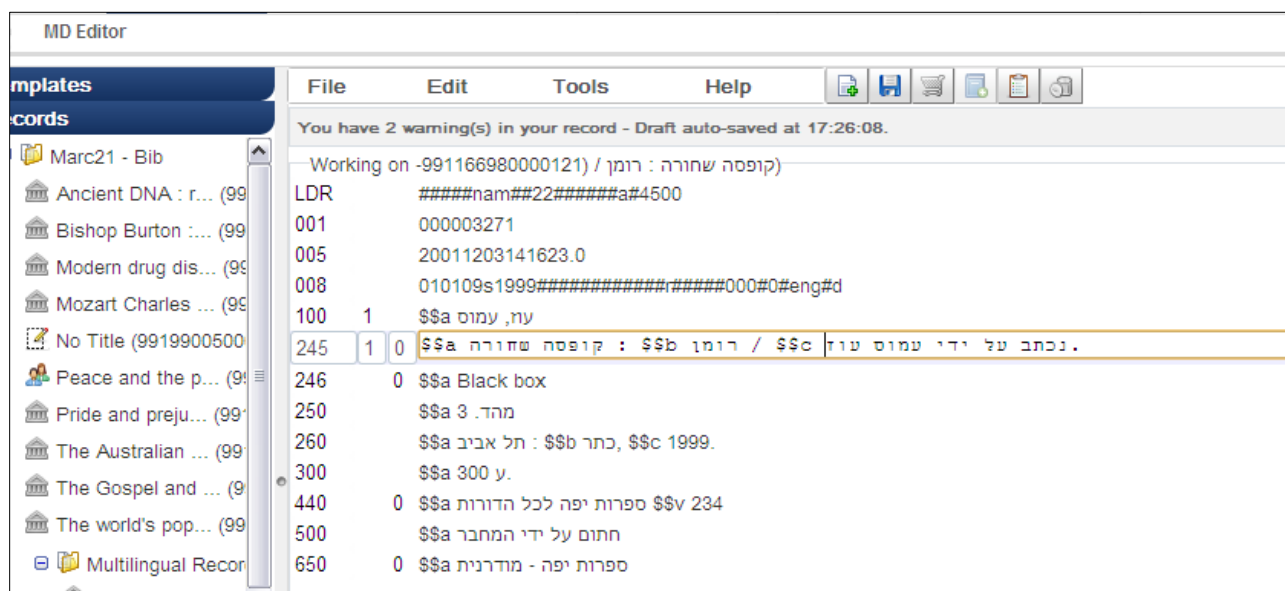 MD Editor
mplates
ecords
Marc21 - Bib
Ancient DNA : r... (99
Bishop Burton :... (99
Modern drug dis... (99
Mozart Charles ... (99
No Title (9919900500
Peace and the p... (99
Pride and preju... (991
The Australian ... (99
The Gospel and ... (9
The world's pop... (99
Multilingual Recor
File Edit Tools Help
You have 2 warning(s) in your record - Draft auto-saved at 17:26:08.
Working on -991166980000121) / קופסה שחורה : רומן)
LDR #####nam##22######a#4500
001 000003271
005 20011203141623.0
008 010109s1999############r#####000#0#eng#d
100 1 $$a עוז, עמוס
245 1 0 $$a קופסה שחורה : $$b רומן / $$c נכתב על ידי עמוס עוז.
246 0 $$a Black box
250 $$a מהד. 3
260 $$a תל אביב : $$b כתר, $$c 1999.
300 $$a 300 ע.
440 0 $$a ספרות יפה לכל הדורות $$v 234
500 $$a חתום על ידי המחבר
650 0 $$a ספרות יפה - מודרנית